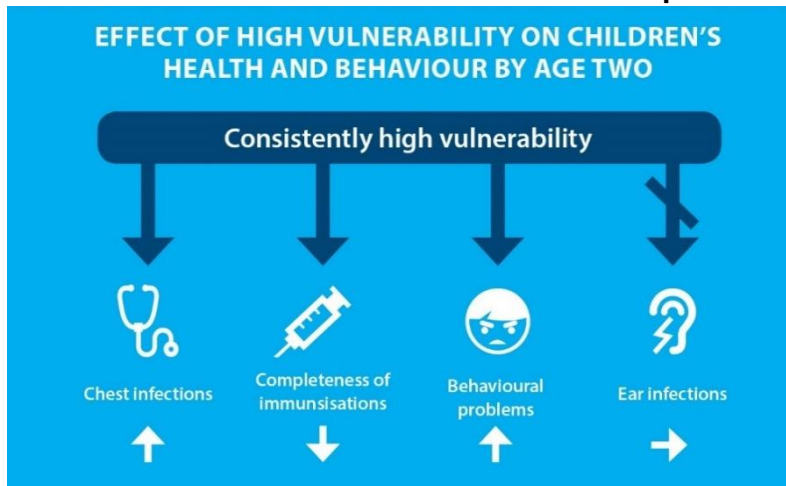 EFFECT OF HIGH VULNERABILITY ON CHILDREN'S
HEALTH AND BEHAVIOUR BY AGE TWO
Consistently high vulnerability
Chest infections
Completeness of
immunsisations
Behavioural
problems
Ear infections